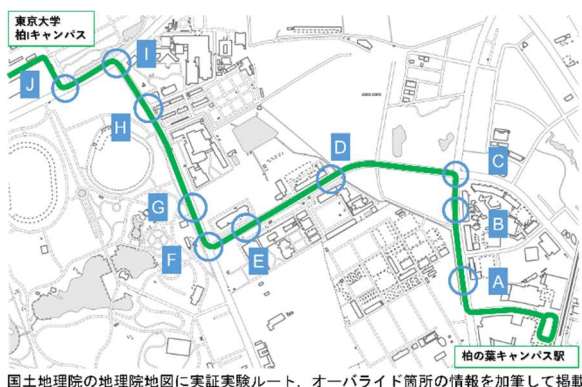 東京大学
柏Iキャンパス
I
J
H
D
C
G
B
F
E
A
柏の葉キャンパス駅
国土地理院の地理院地図に実証実験ルート,オーバライド箇所の情報を加筆して掲載